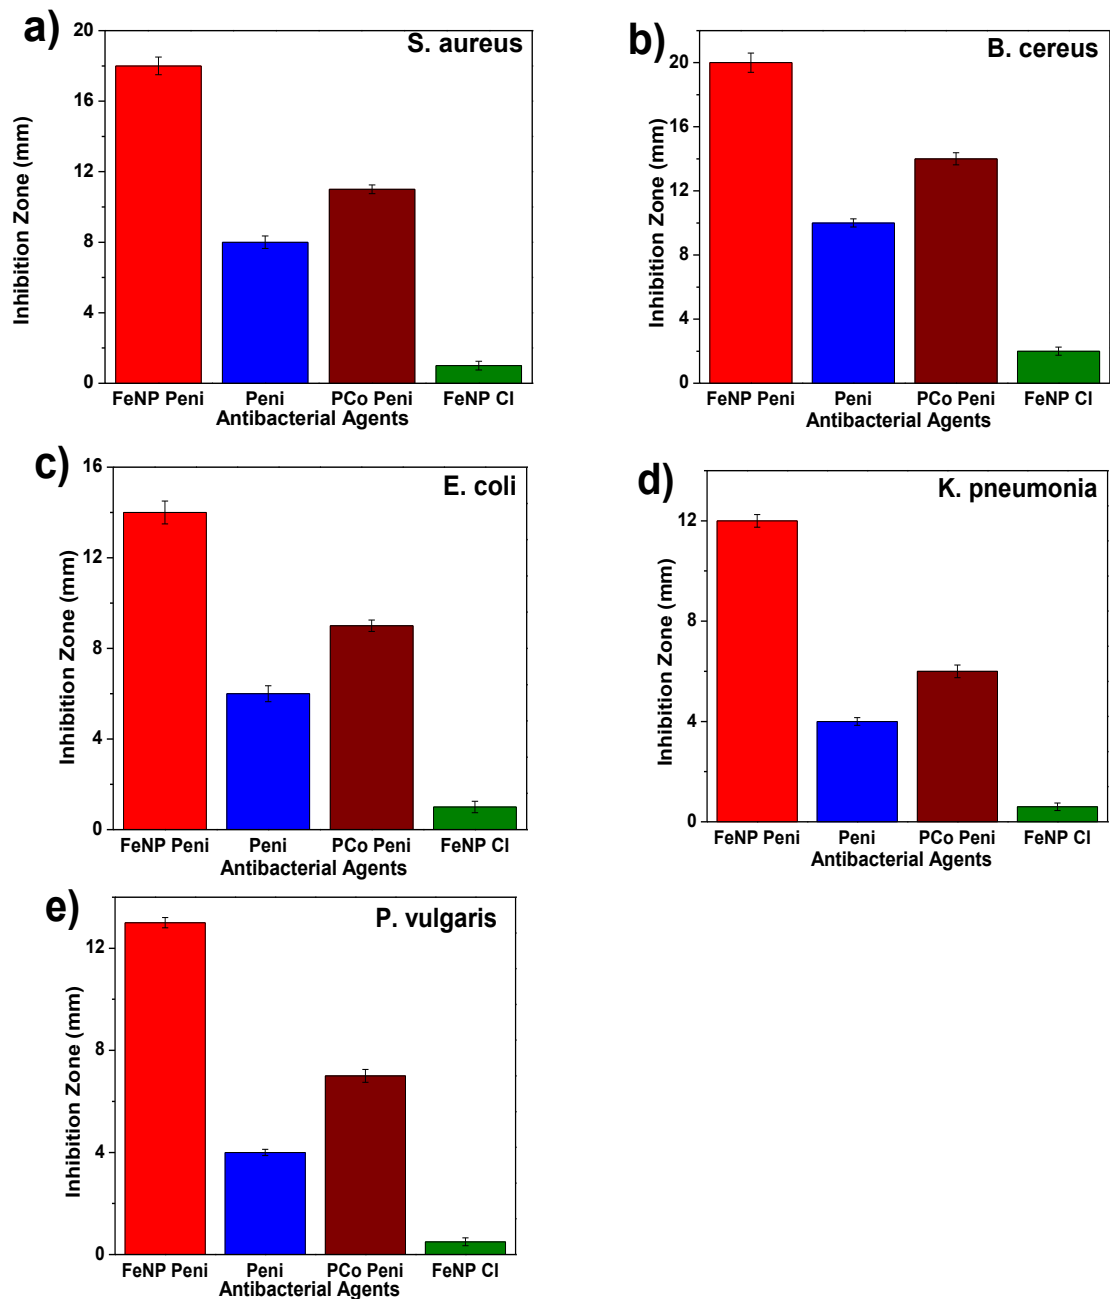 a)
S. aureus
20
16
12
8
4
0
Inhibition Zone (mm)
FeNP Peni Peni PCo Peni FeNP Cl
Antibacterial Agents
b)
B. cereus
20
16
12
8
4
0
Inhibition Zone (mm)
FeNP Peni Peni PCo Peni FeNP Cl
Antibacterial Agents
c)
E. coli
16
12
8
4
0
Inhibition Zone (mm)
FeNP Peni Peni PCo Peni FeNP Cl
Antibacterial Agents
d)
K. pneumonia
12
8
4
0
Inhibition Zone (mm)
FeNP Peni Peni PCo Peni FeNP Cl
Antibacterial Agents
e)
P. vulgaris
12
8
4
0
Inhibition Zone (mm)
FeNP Peni Peni PCo Peni FeNP Cl
Antibacterial Agents